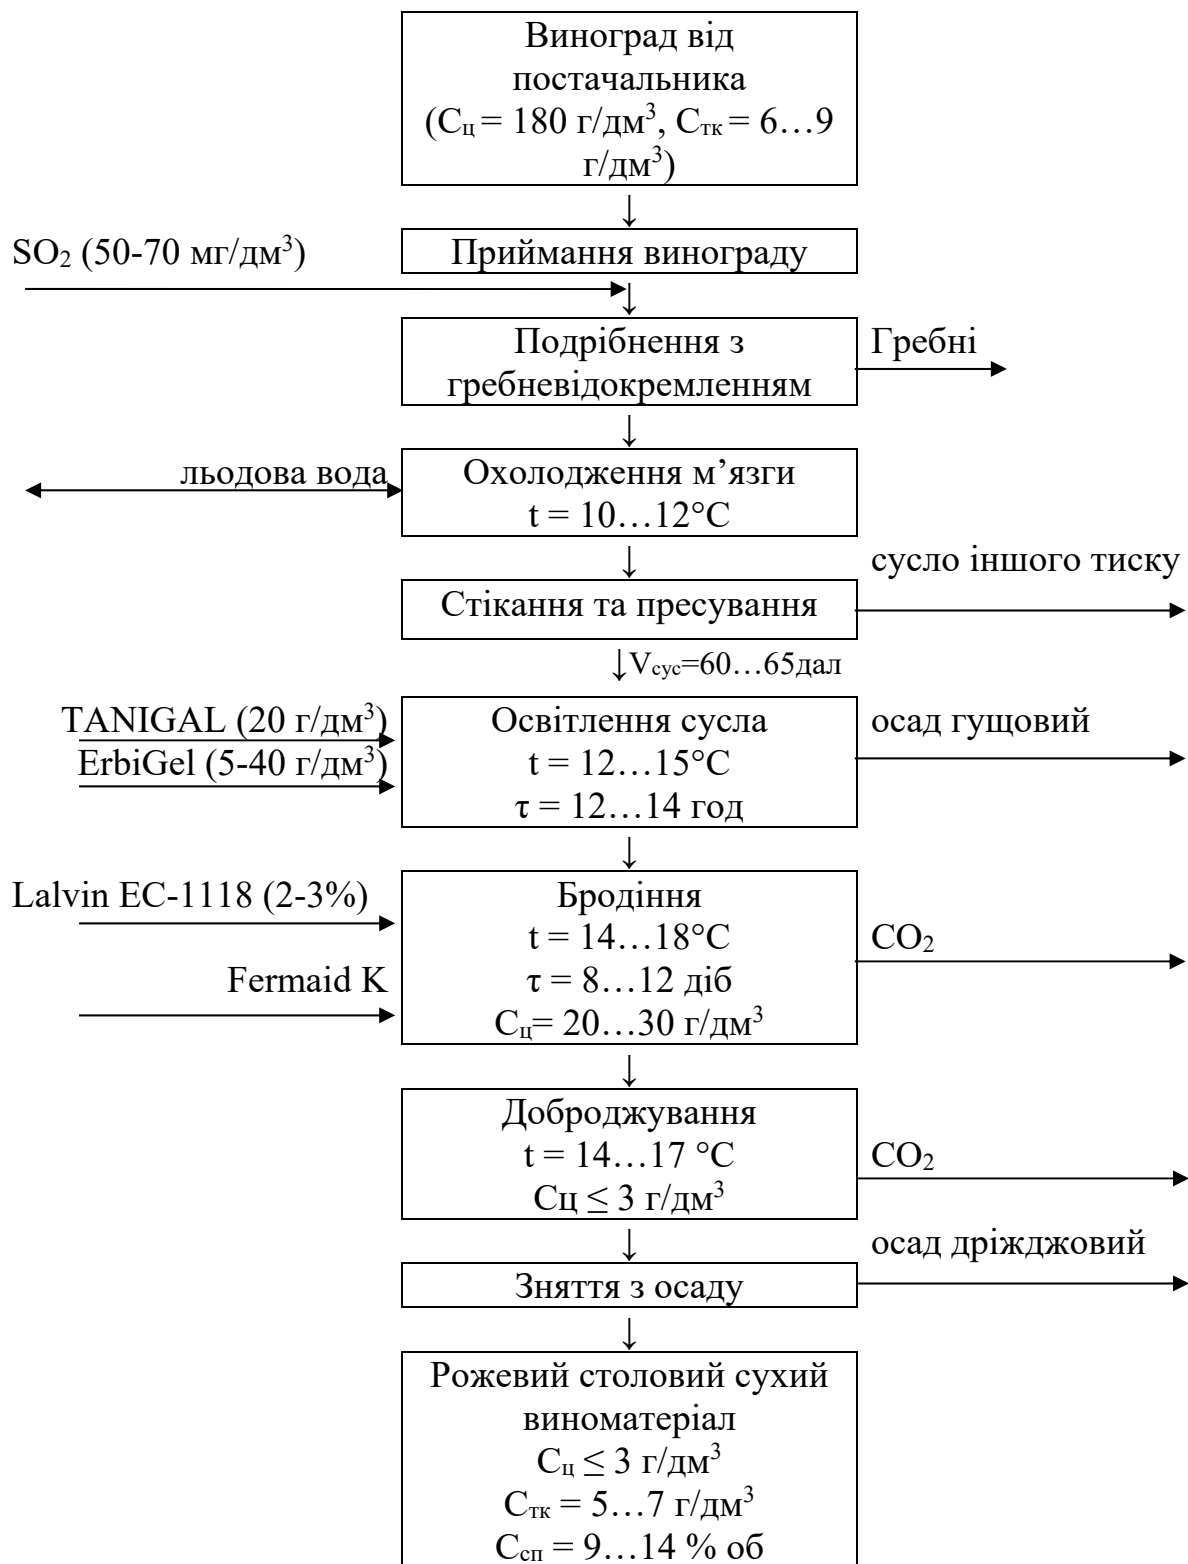 Виноград від
постачальника
(Сц = 180 г/дм³, Стк = 6…9
г/дм³)
↓
SO₂ (50-70 мг/дм³)
Приймання винограду
↓
Подрібнення з
гребневідокремленням
Гребні
↓
льодова вода
Охолодження м’язги
t = 10…12°С
↓
сусло іншого тиску
Стікання та пресування
↓Vсус=60…65дал
TANIGAL (20 г/дм³)
ErbiGel (5-40 г/дм³)
Освітлення сусла
t = 12…15°С
τ = 12…14 год
осад гущовий
↓
Lalvin EC-1118 (2-3%)
Fermaid K
Бродіння
t = 14…18°С
τ = 8…12 діб
Сц= 20…30 г/дм³
CO₂
↓
Доброджування
t = 14…17 °С
Сц ≤ 3 г/дм³
CO₂
↓
осад дріжджовий
Зняття з осаду
↓
Рожевий столовий сухий
виноматеріал
Сц ≤ 3 г/дм³
Стк = 5…7 г/дм³
Ссп = 9…14 % об